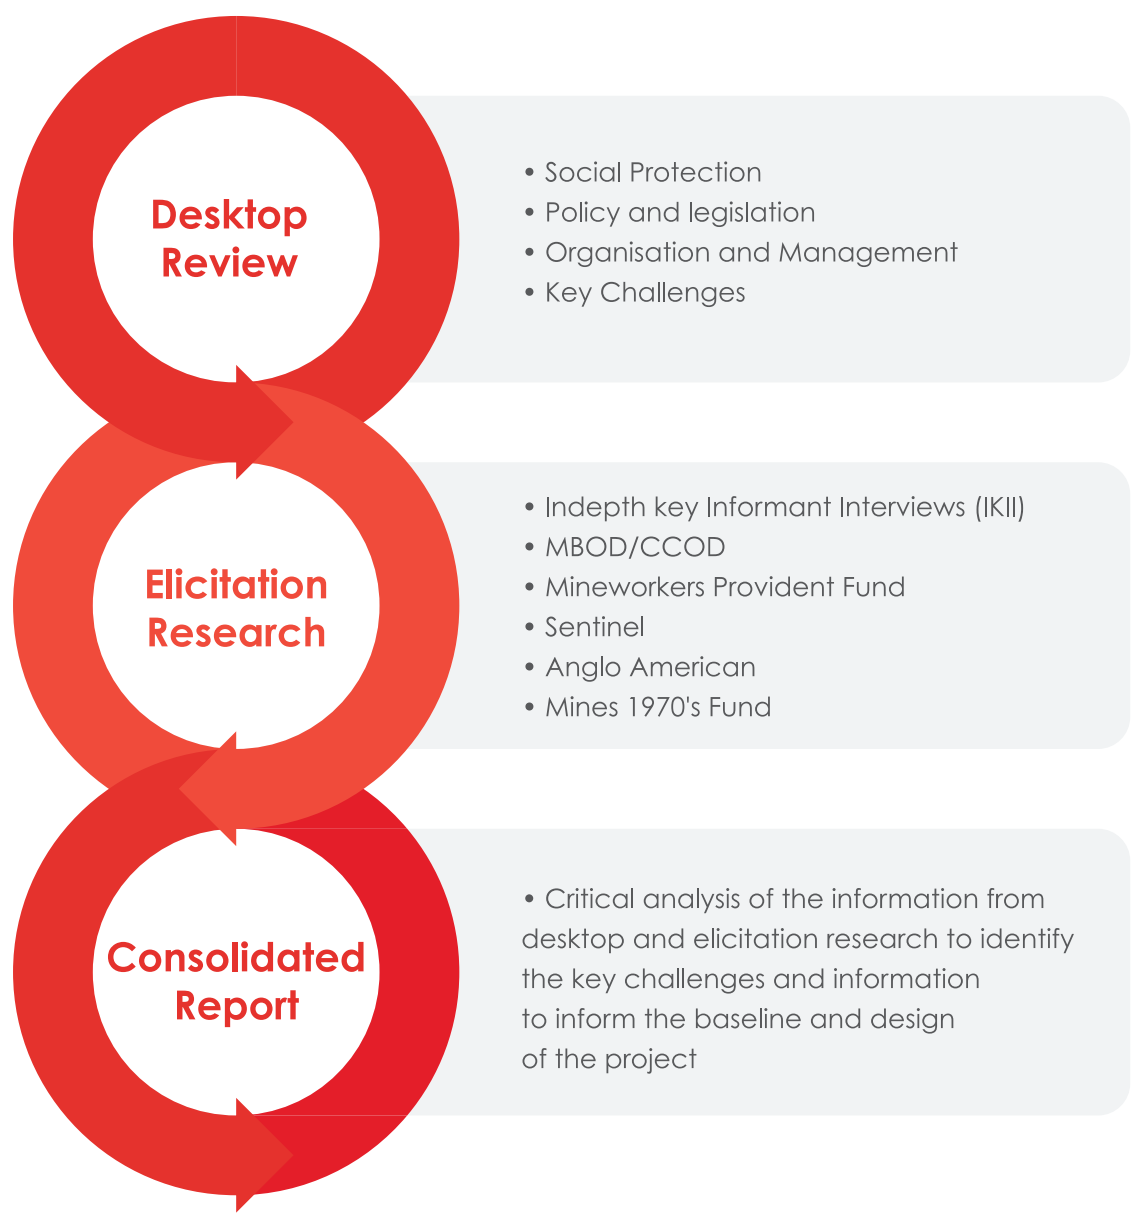 Desktop
Review
• Social Protection
• Policy and legislation
• Organisation and Management
• Key Challenges
Elicitation
Research
• Indepth key Informant Interviews (IKII)
• MBOD/CCOD
• Mineworkers Provident Fund
• Sentinel
• Anglo American
• Mines 1970's Fund
Consolidated
Report
• Critical analysis of the information from
desktop and elicitation research to identify
the key challenges and information
to inform the baseline and design
of the project